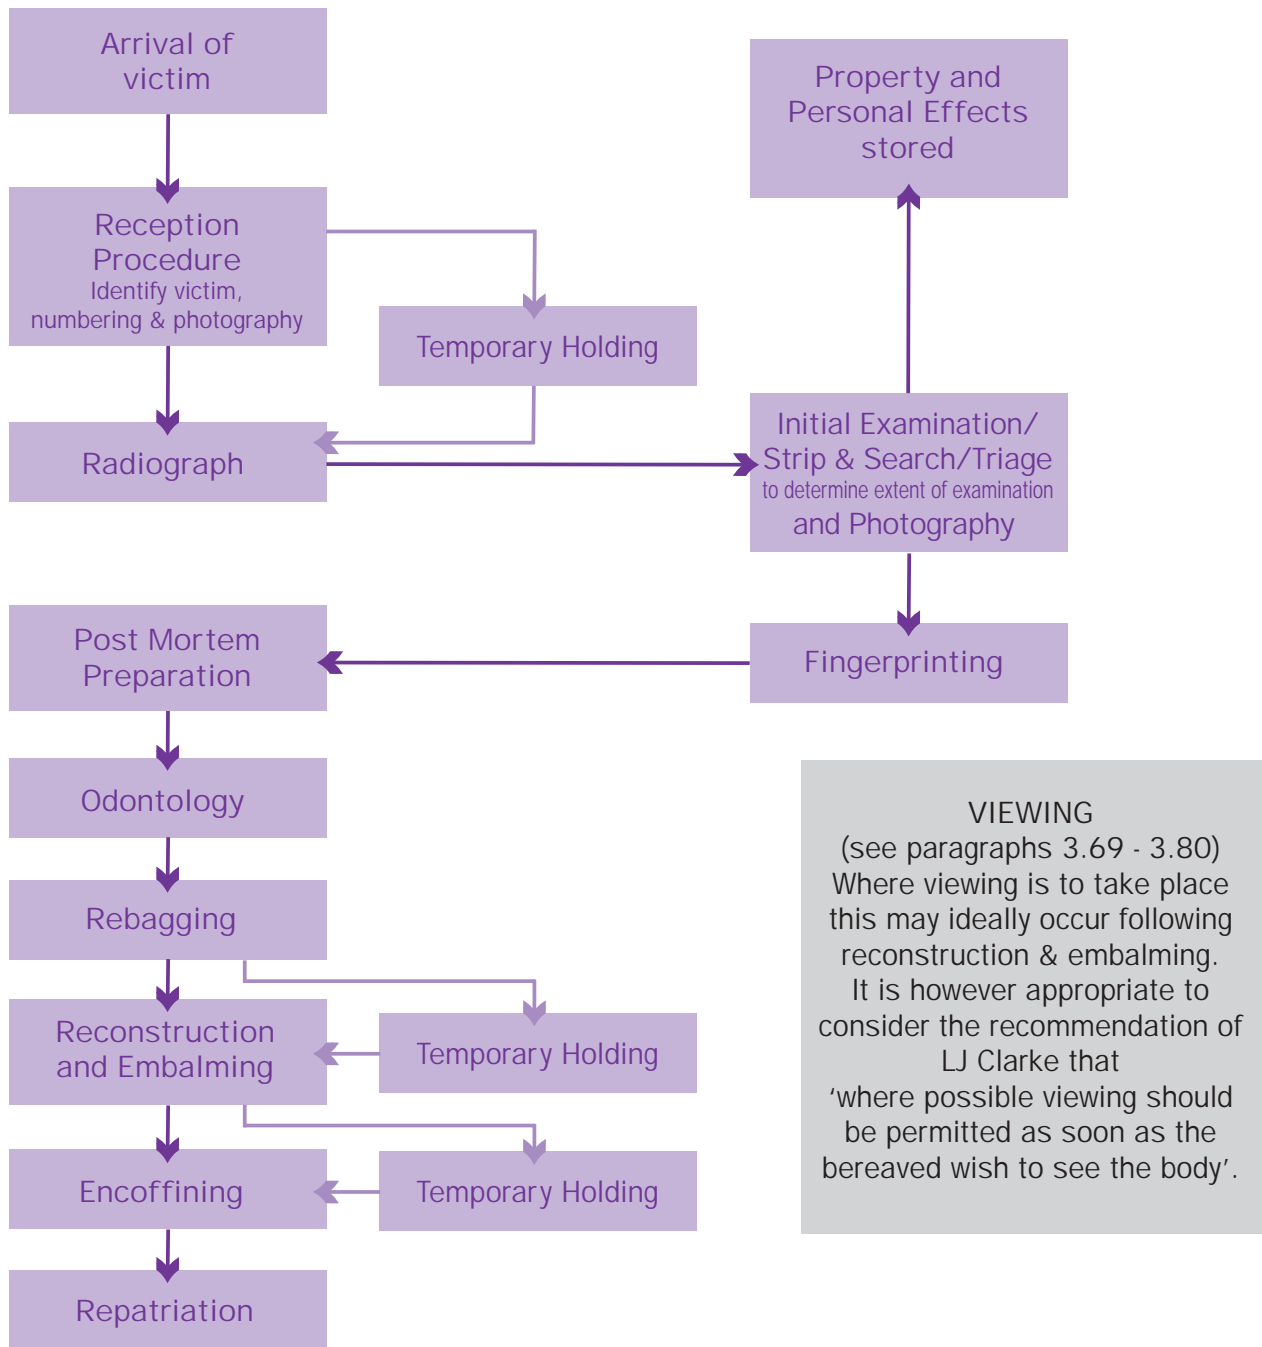 Arrival of
victim
Property and
Personal Effects
stored
Reception
Procedure
Identify victim,
numbering & photography
Temporary Holding
Radiograph
Initial Examination/
Strip & Search/Triage
to determine extent of examination
and Photography
Fingerprinting
Post Mortem
Preparation
Odontology
Rebagging
Reconstruction
and Embalming
Temporary Holding
Encoffining
Temporary Holding
Repatriation
VIEWING
(see paragraphs 3.69 - 3.80)
Where viewing is to take place
this may ideally occur following
reconstruction & embalming.
It is however appropriate to
consider the recommendation of
LJ Clarke that
‘where possible viewing should
be permitted as soon as the
bereaved wish to see the body’.